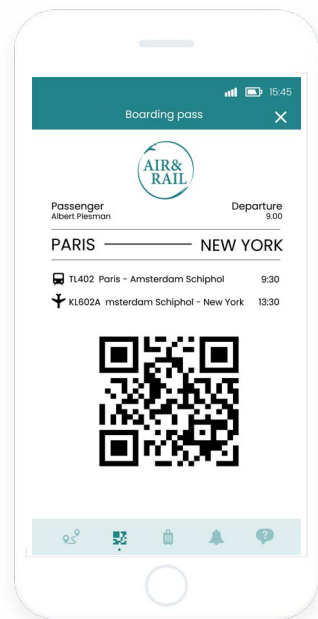 15:45
Boarding pass
AIR&
RAIL
Passenger Departure
Albert Plesman 9.00
PARIS NEW YORK
TL402 Paris - Amsterdam Schiphol 9:30
KL602A msterdam Schiphol - New York 13:30
?